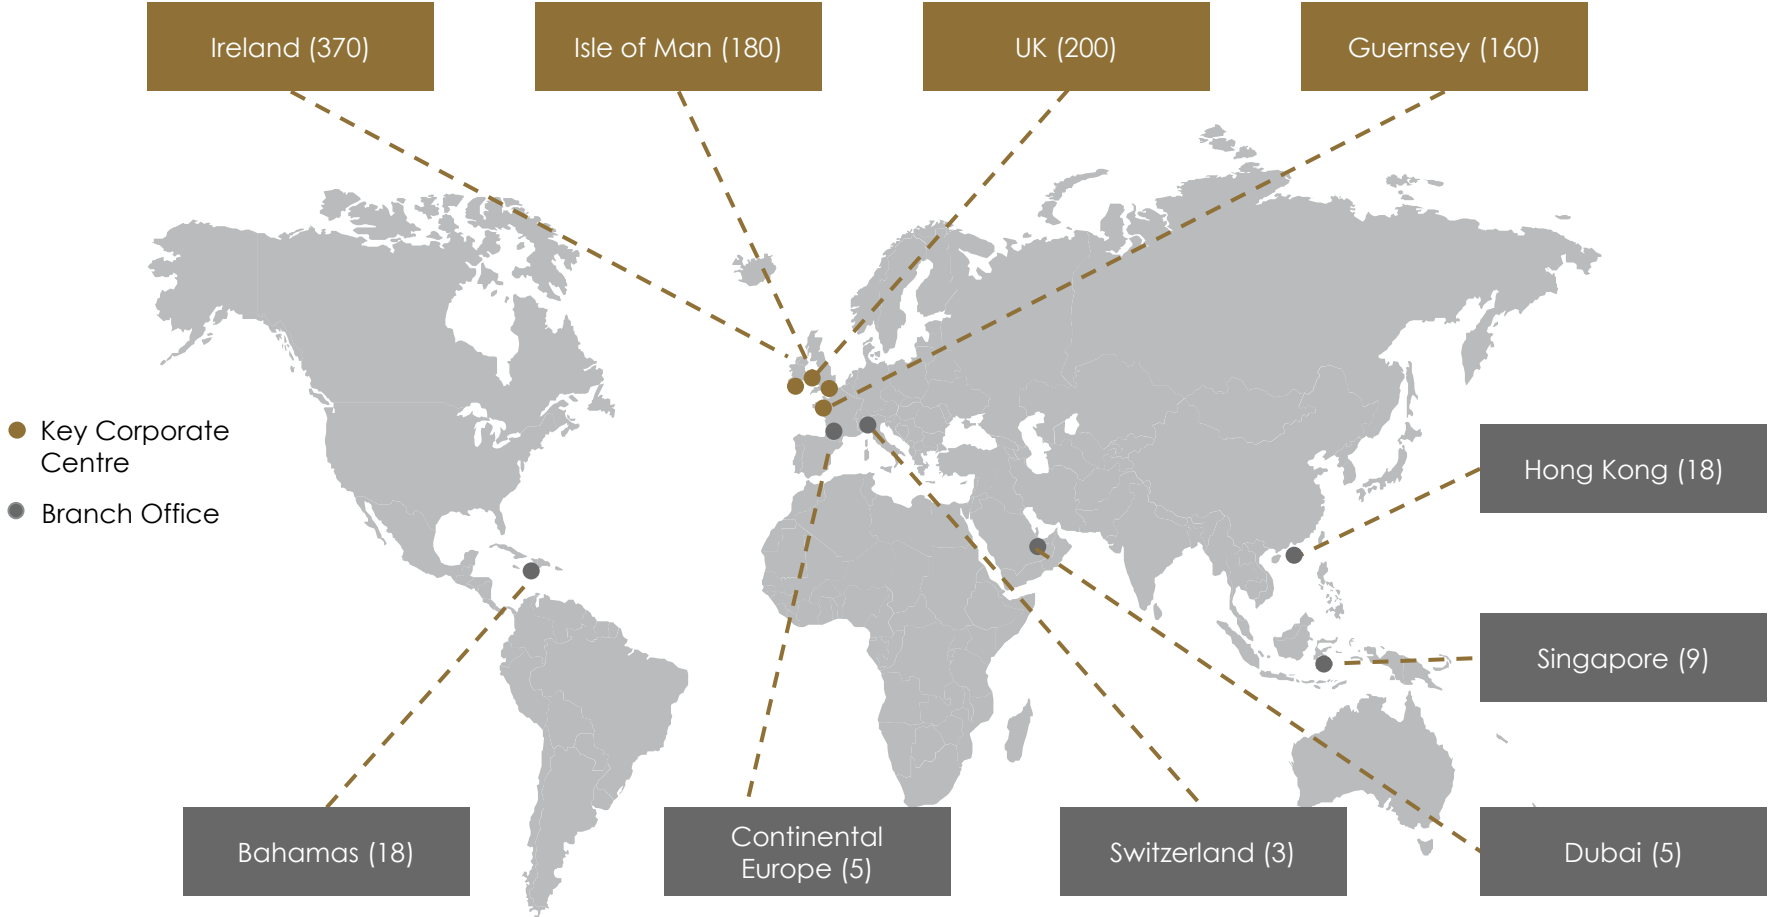 Ireland (370)
Isle of Man (180)
UK (200)
Guernsey (160)
Key Corporate
Centre
Branch Office
Hong Kong (18)
Singapore (9)
Bahamas (18)
Continental
Europe (5)
Switzerland (3)
Dubai (5)